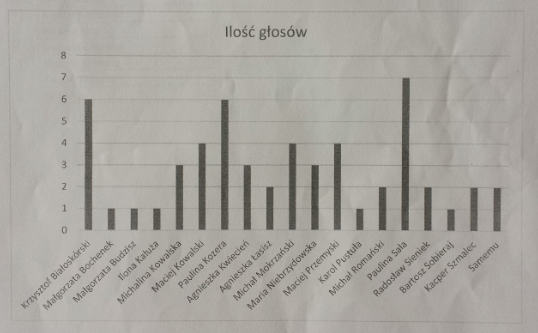 Ilość głosów
8
7
6
5
4
3
2
1
0
Krzysztof Białoskórski
Małgorzata Bochenek
Małgorzata Budzisz
Ilona Kałuża
Michalina Kowalska
Maciej Kowalski
Paulina Kozera
Agnieszka Kwiecień
Agnieszka Łasisz
Michał Mokrzański
Maria Niebrzydowska
Maciej Przemyski
Karol Pustuła
Michał Romański
Paulina Sala
Radosław Sieniek
Bartosz Sobieraj
Kacper Szmalec
Samemu